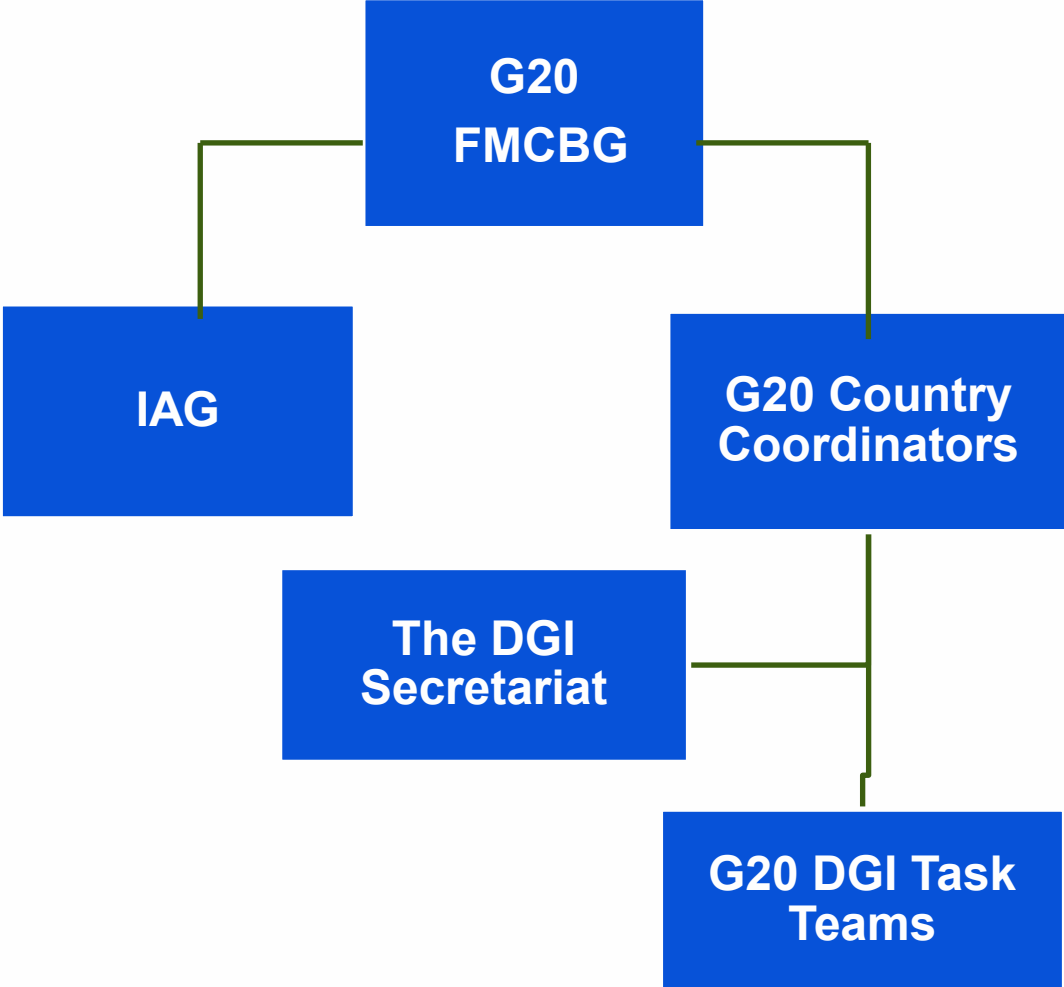 G20
FMCBG
IAG
G20 Country
Coordinators
The DGI
Secretariat
G20 DGI Task
Teams